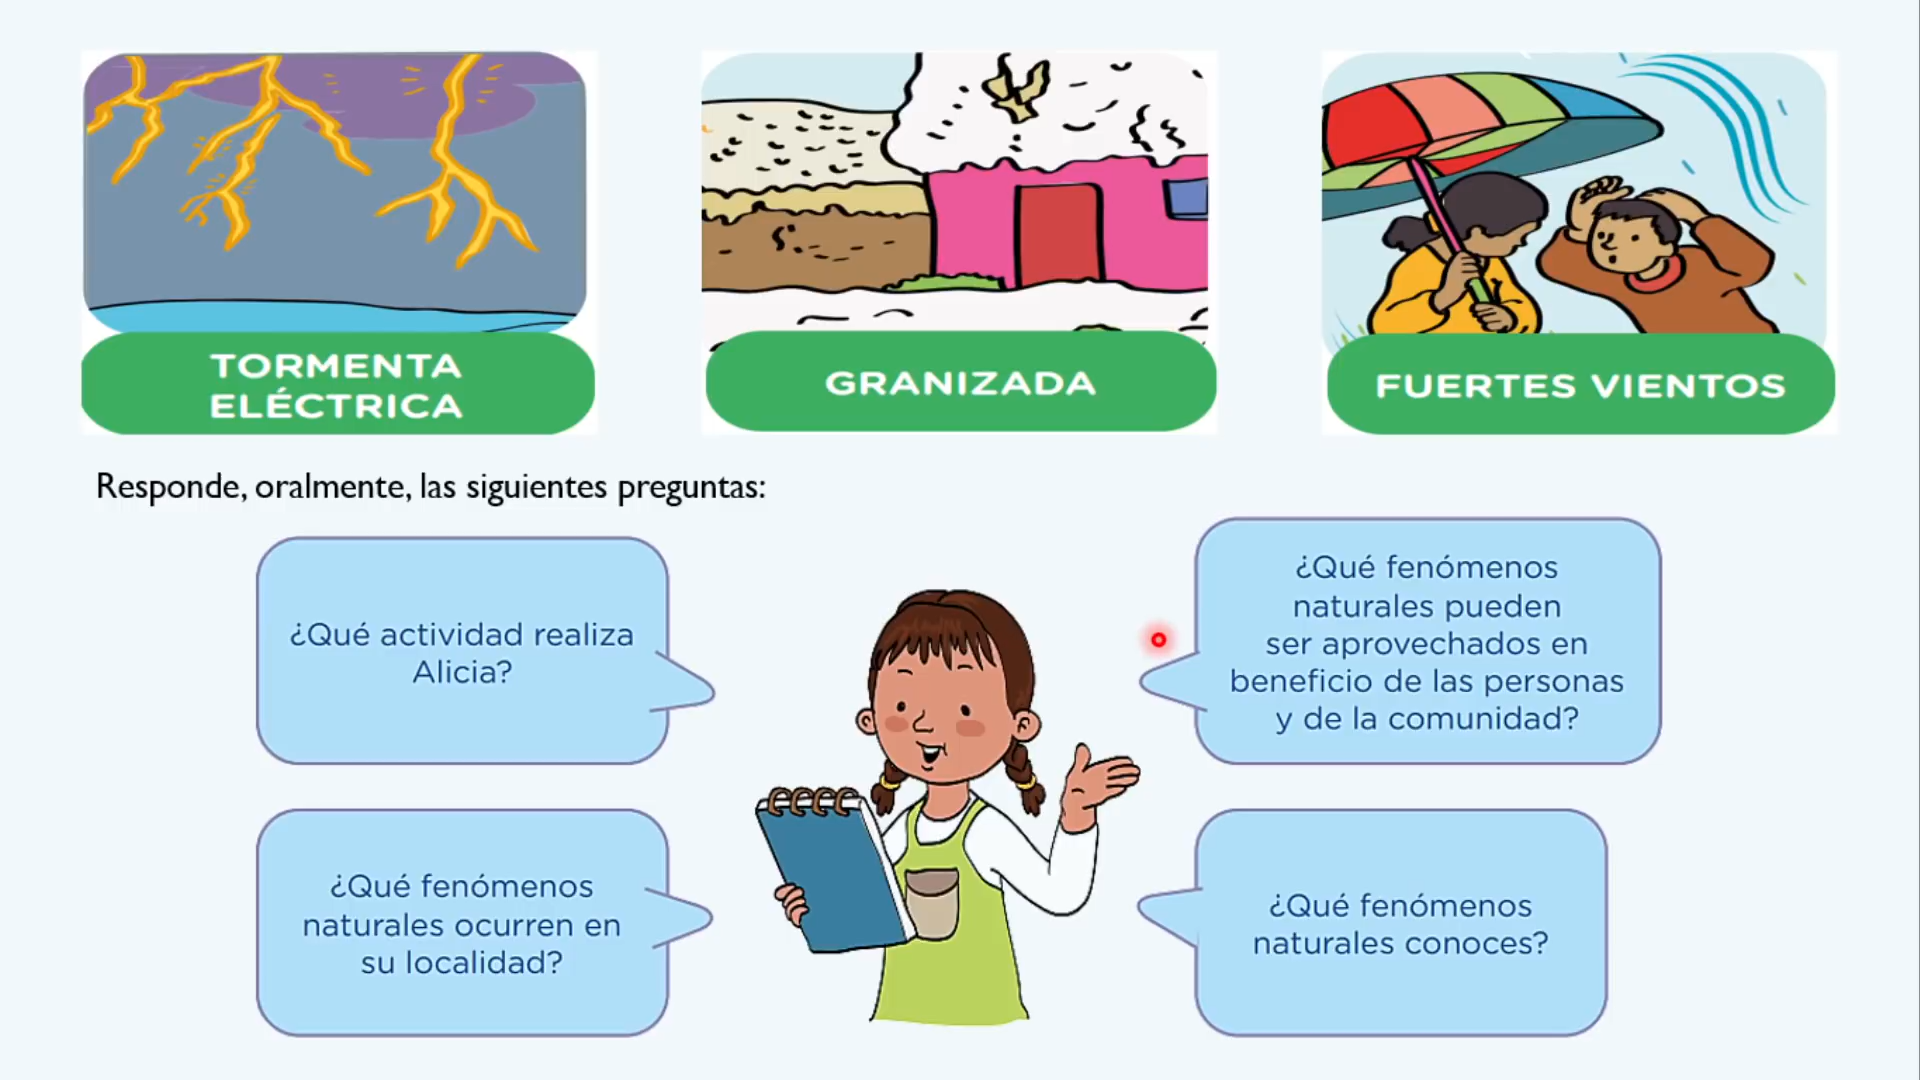 TORMENTA
ELÉCTRICA
GRANIZADA
FUERTES VIENTOS
Responde, oralmente, las siguientes preguntas:
¿Qué actividad realiza
Alicia?
¿Qué fenómenos
naturales pueden
ser aprovechados en
beneficio de las personas
y de la comunidad?
¿Qué fenómenos
naturales ocurren en
su localidad?
¿Qué fenómenos
naturales conoces?